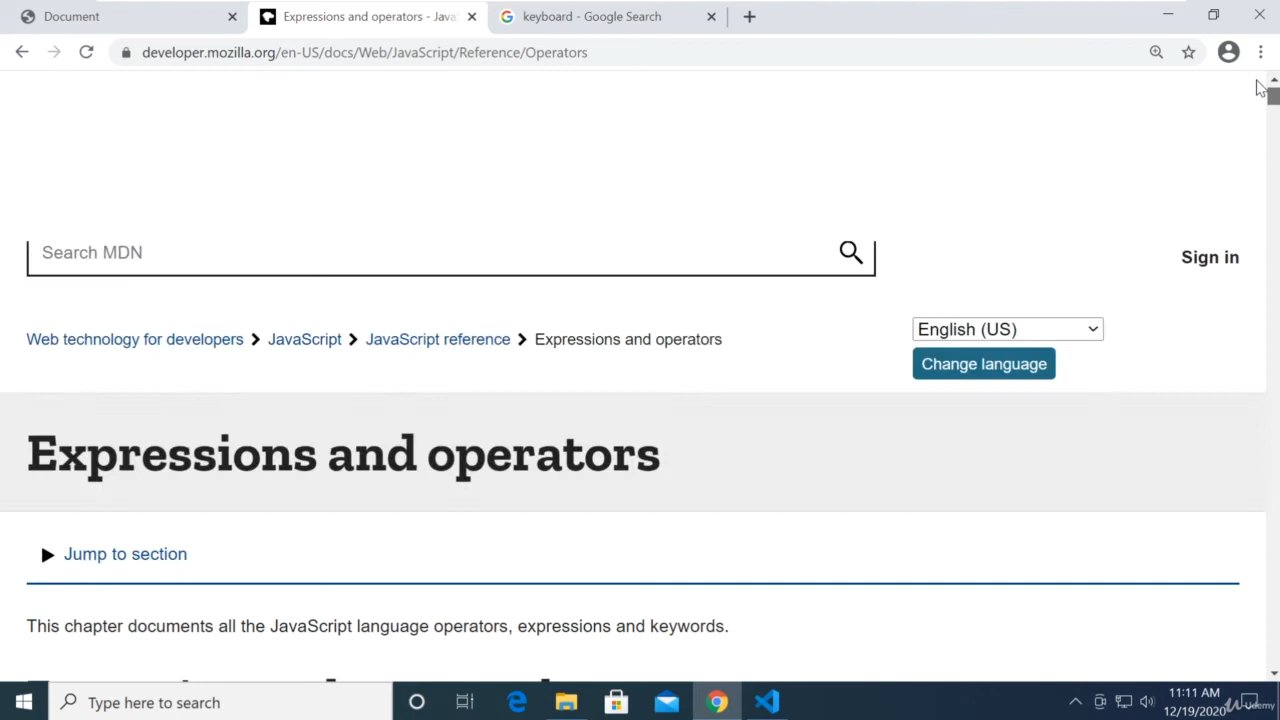 Document
Expressions and operators - Java
keyboard - Google Search
developer.mozilla.org/en-US/docs/Web/JavaScript/Reference/Operators
Search MDN
Sign in
Web technology for developers
JavaScript
JavaScript reference
Expressions and operators
English (US)
Change language
Expressions and operators
Jump to section
This chapter documents all the JavaScript language operators, expressions and keywords.
Type here to search
11:11 AM
12/19/2020
Udemy